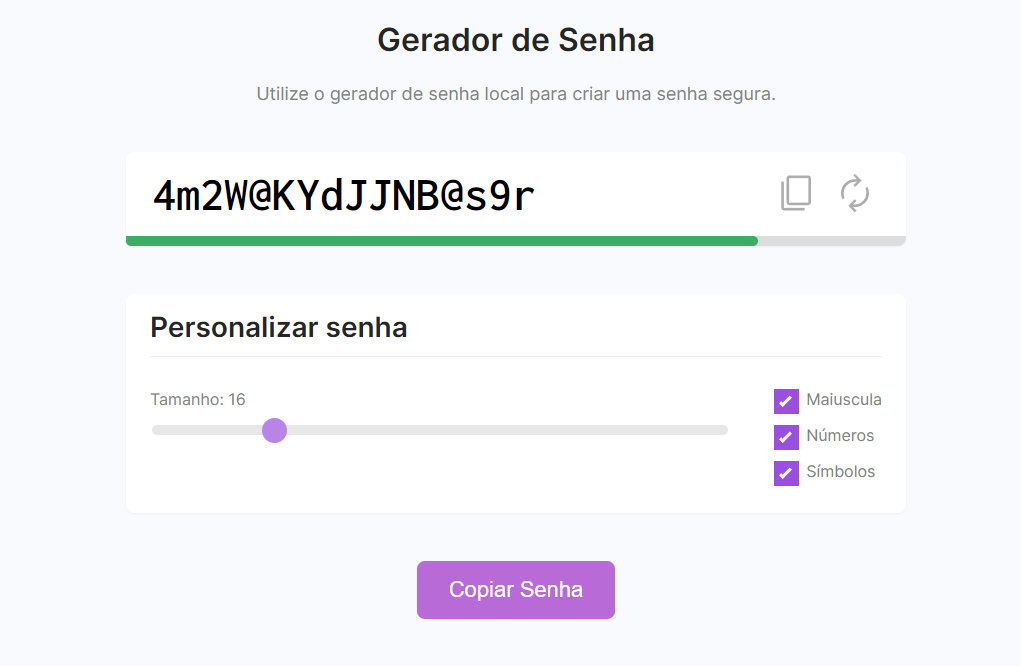 Gerador de Senha
Utilize o gerador de senha local para criar uma senha segura.
4m2W@KYdJJNB@s9r
Personalizar senha
Tamanho: 16
Maiuscula
Números
Símbolos
Copiar Senha